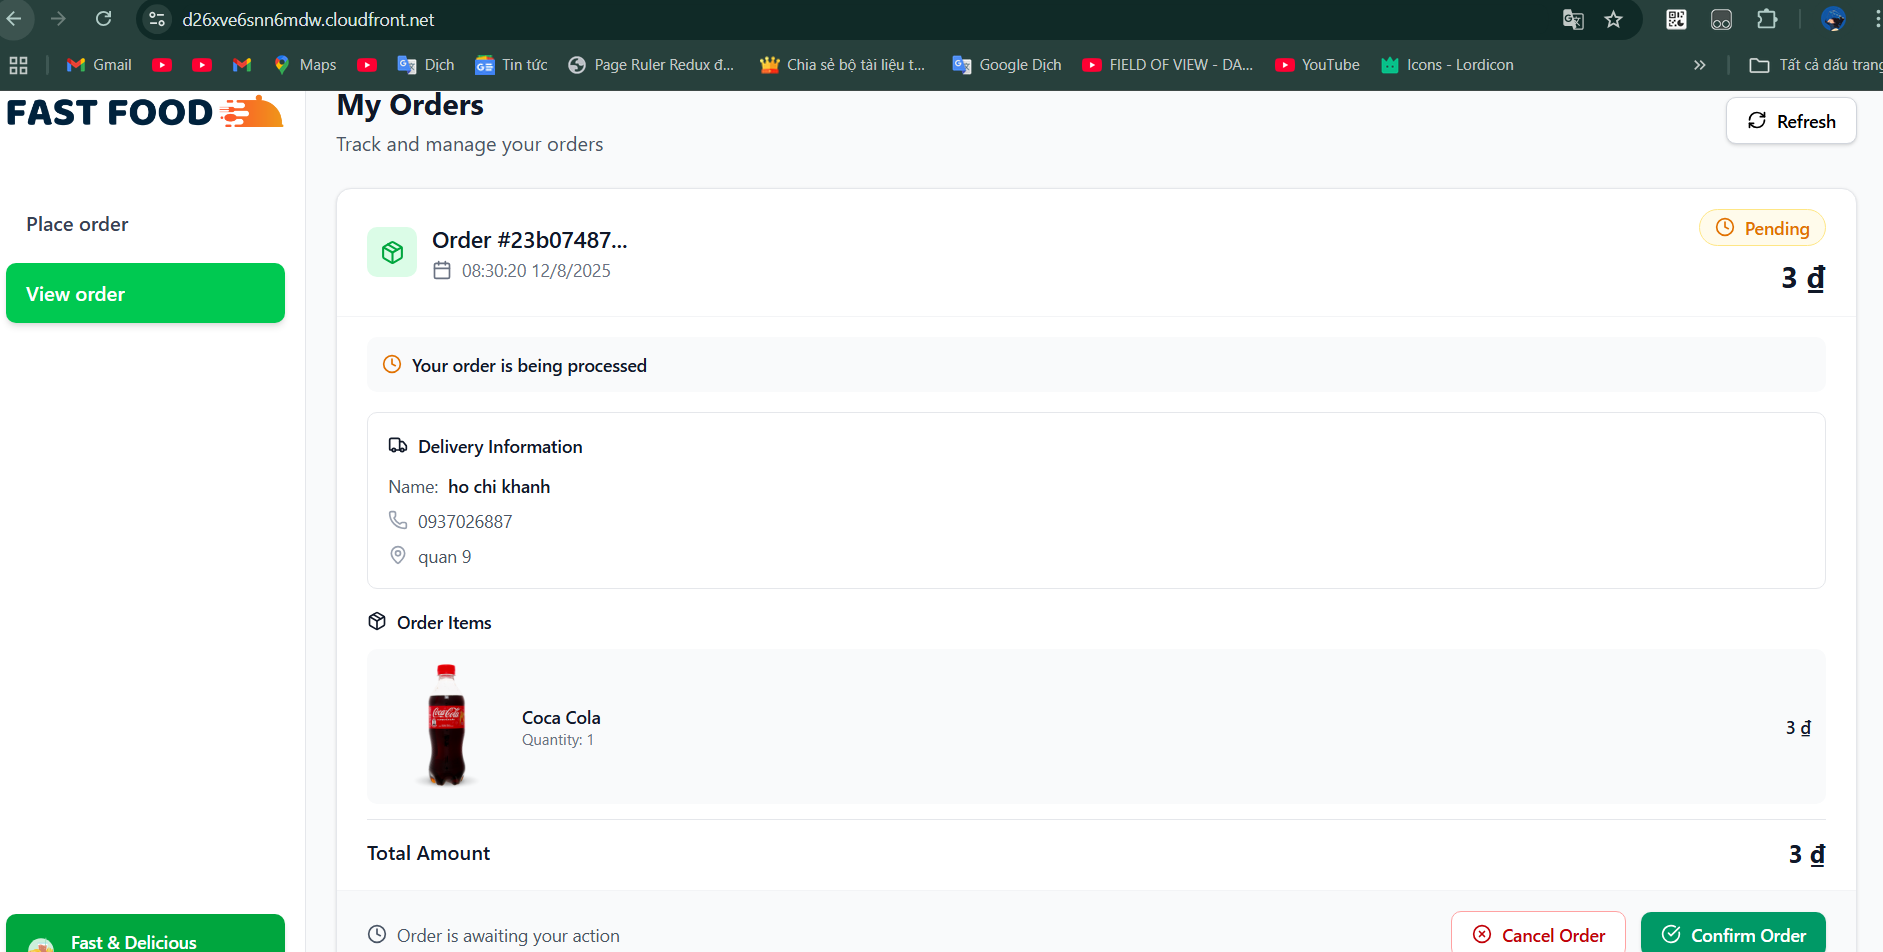 d26xve6snn6mdw.cloudfront.net
Gmail
Maps
Dịch
Tin tức
Page Ruler Redux đ...
Chia sẻ bộ tài liệu t...
Google Dịch
FIELD OF VIEW - DA...
YouTube
Icons - Lordicon
Tất cả dấu trang
FAST FOOD
Place order
View order
Fast & Delicious
My Orders
Track and manage your orders
Refresh
Order #23b07487...
08:30:20 12/8/2025
Pending
3 ₫
Your order is being processed
Delivery Information
Name: ho chi khanh
0937026887
quan 9
Order Items
Coca Cola
Quantity: 1
3 ₫
Total Amount
3 ₫
Order is awaiting your action
Cancel Order
Confirm Order